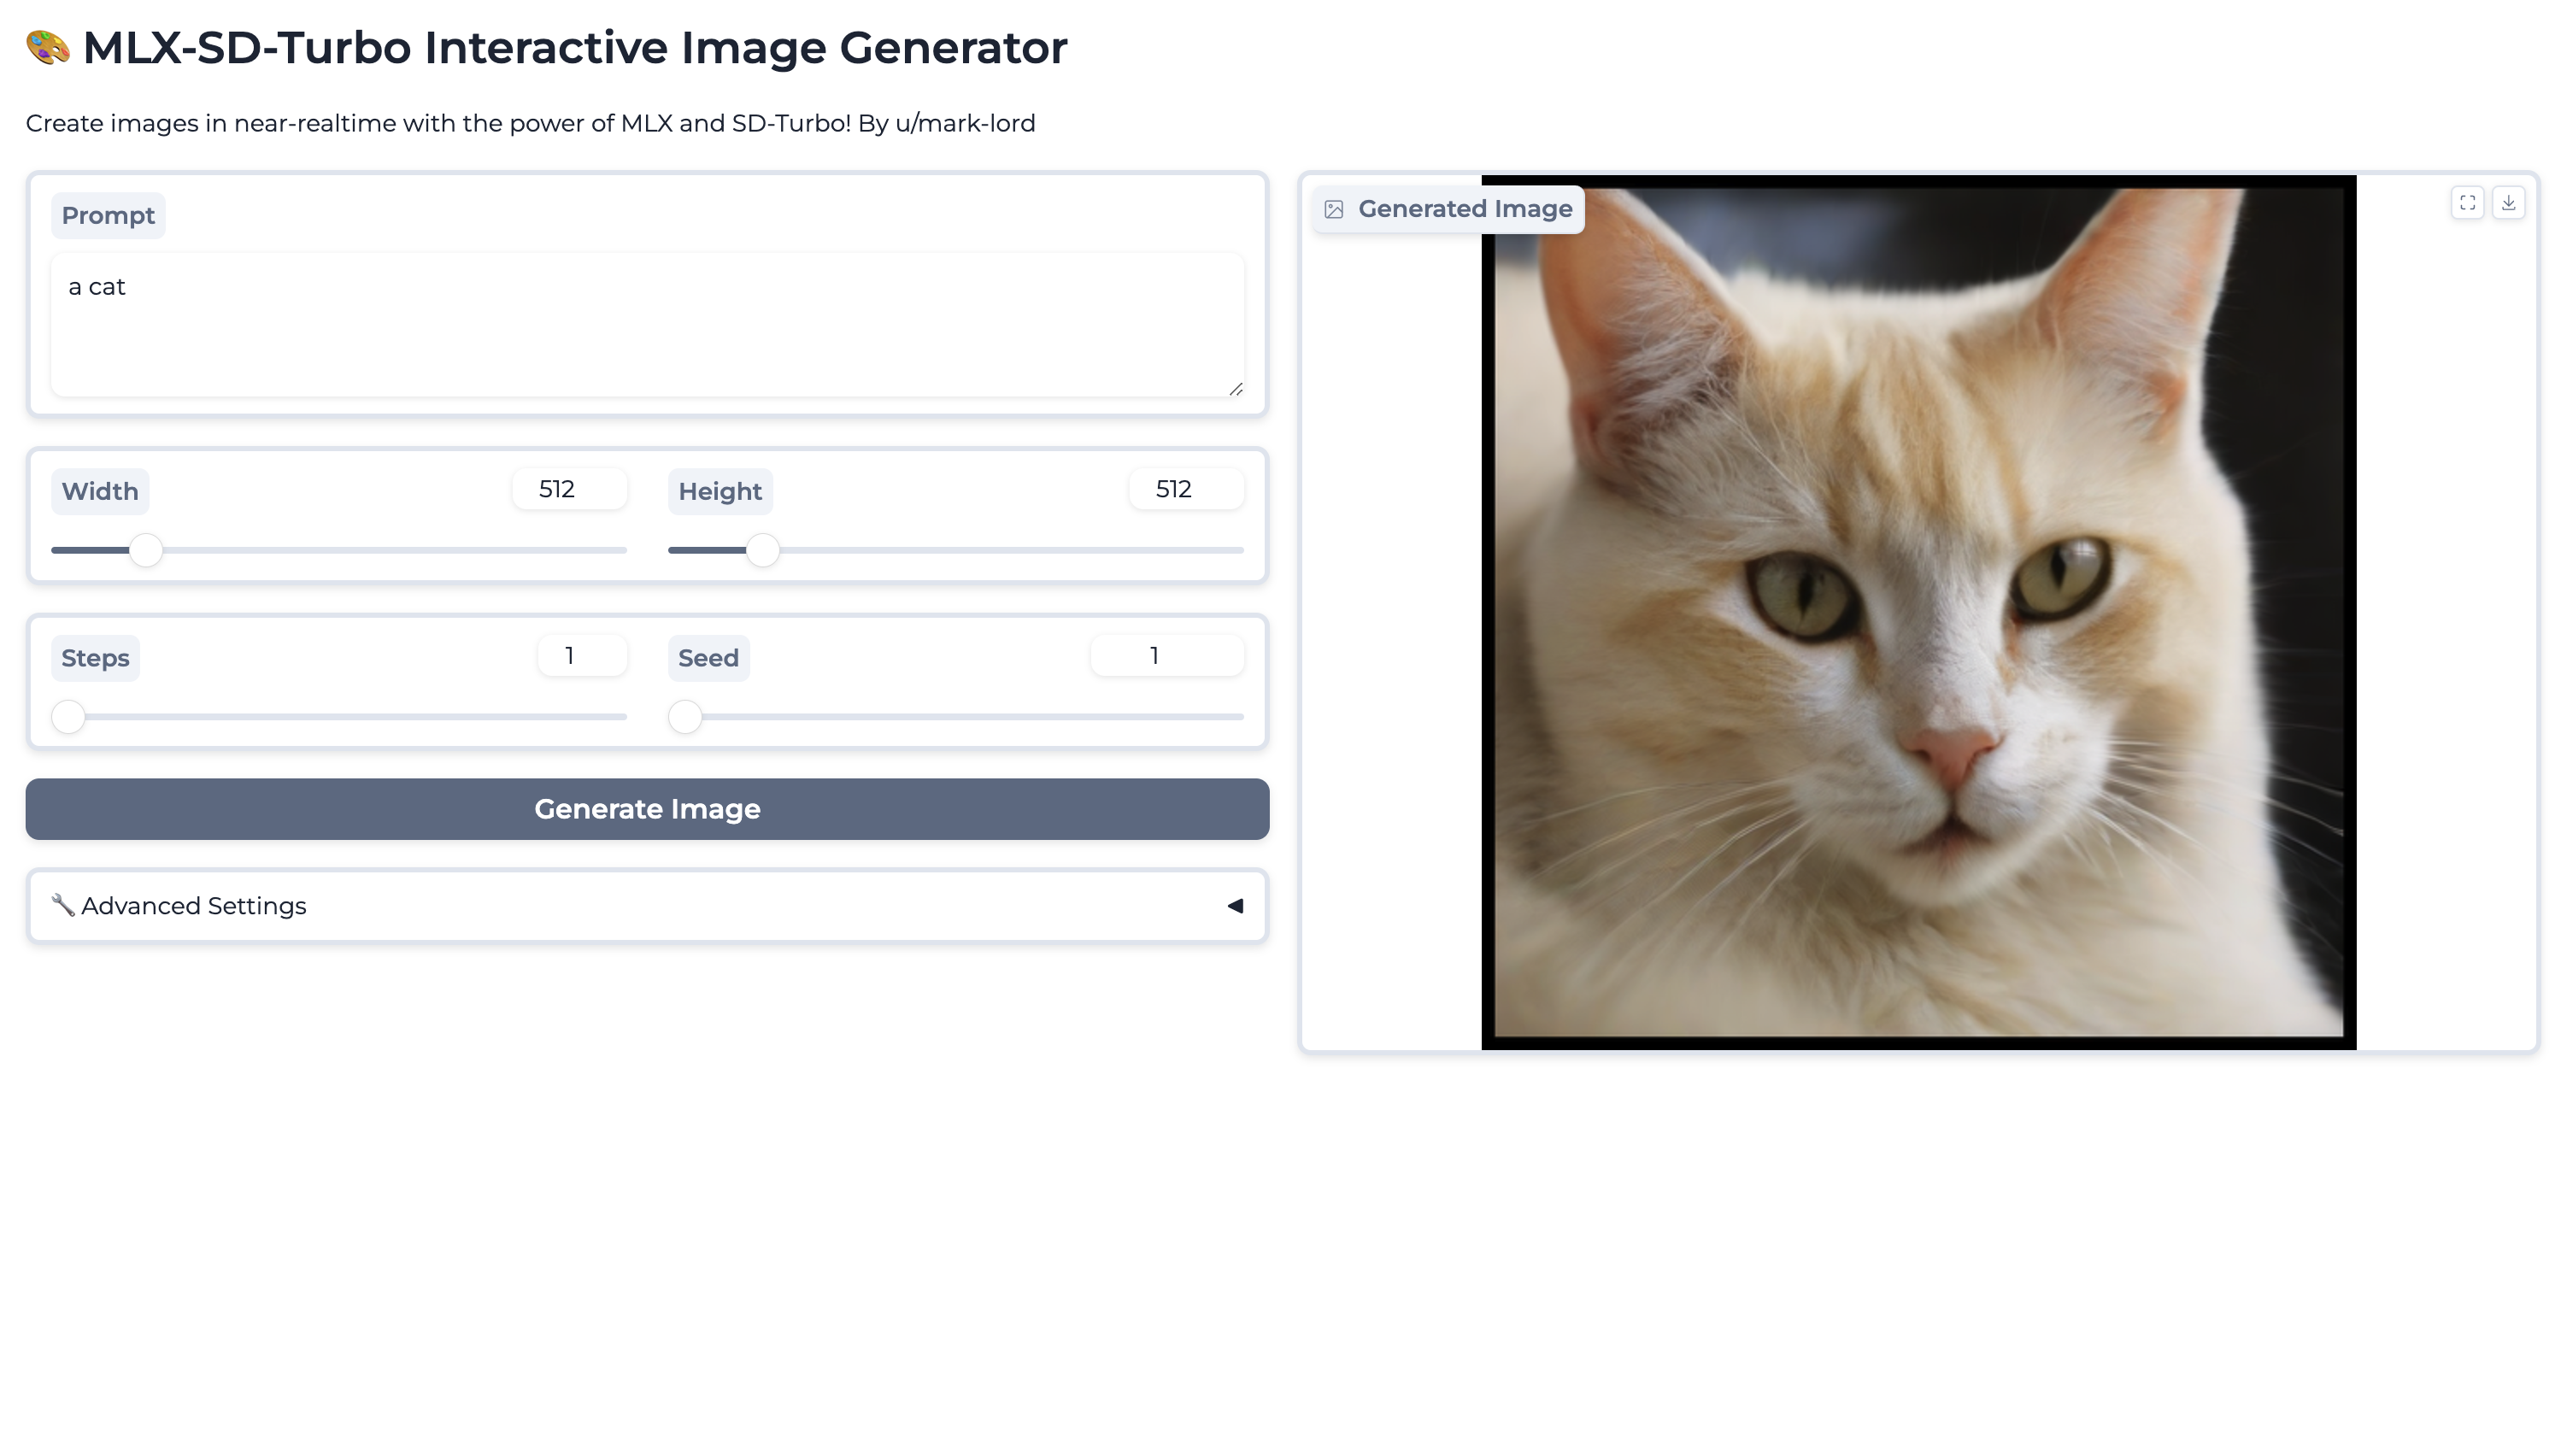 🎨 MLX-SD-Turbo Interactive Image Generator
Create images in near-realtime with the power of MLX and SD-Turbo! By u/mark-lord
Prompt
a cat
Width 512 Height 512
Steps 1 Seed 1
Generate Image
🔧 Advanced Settings
Generated Image